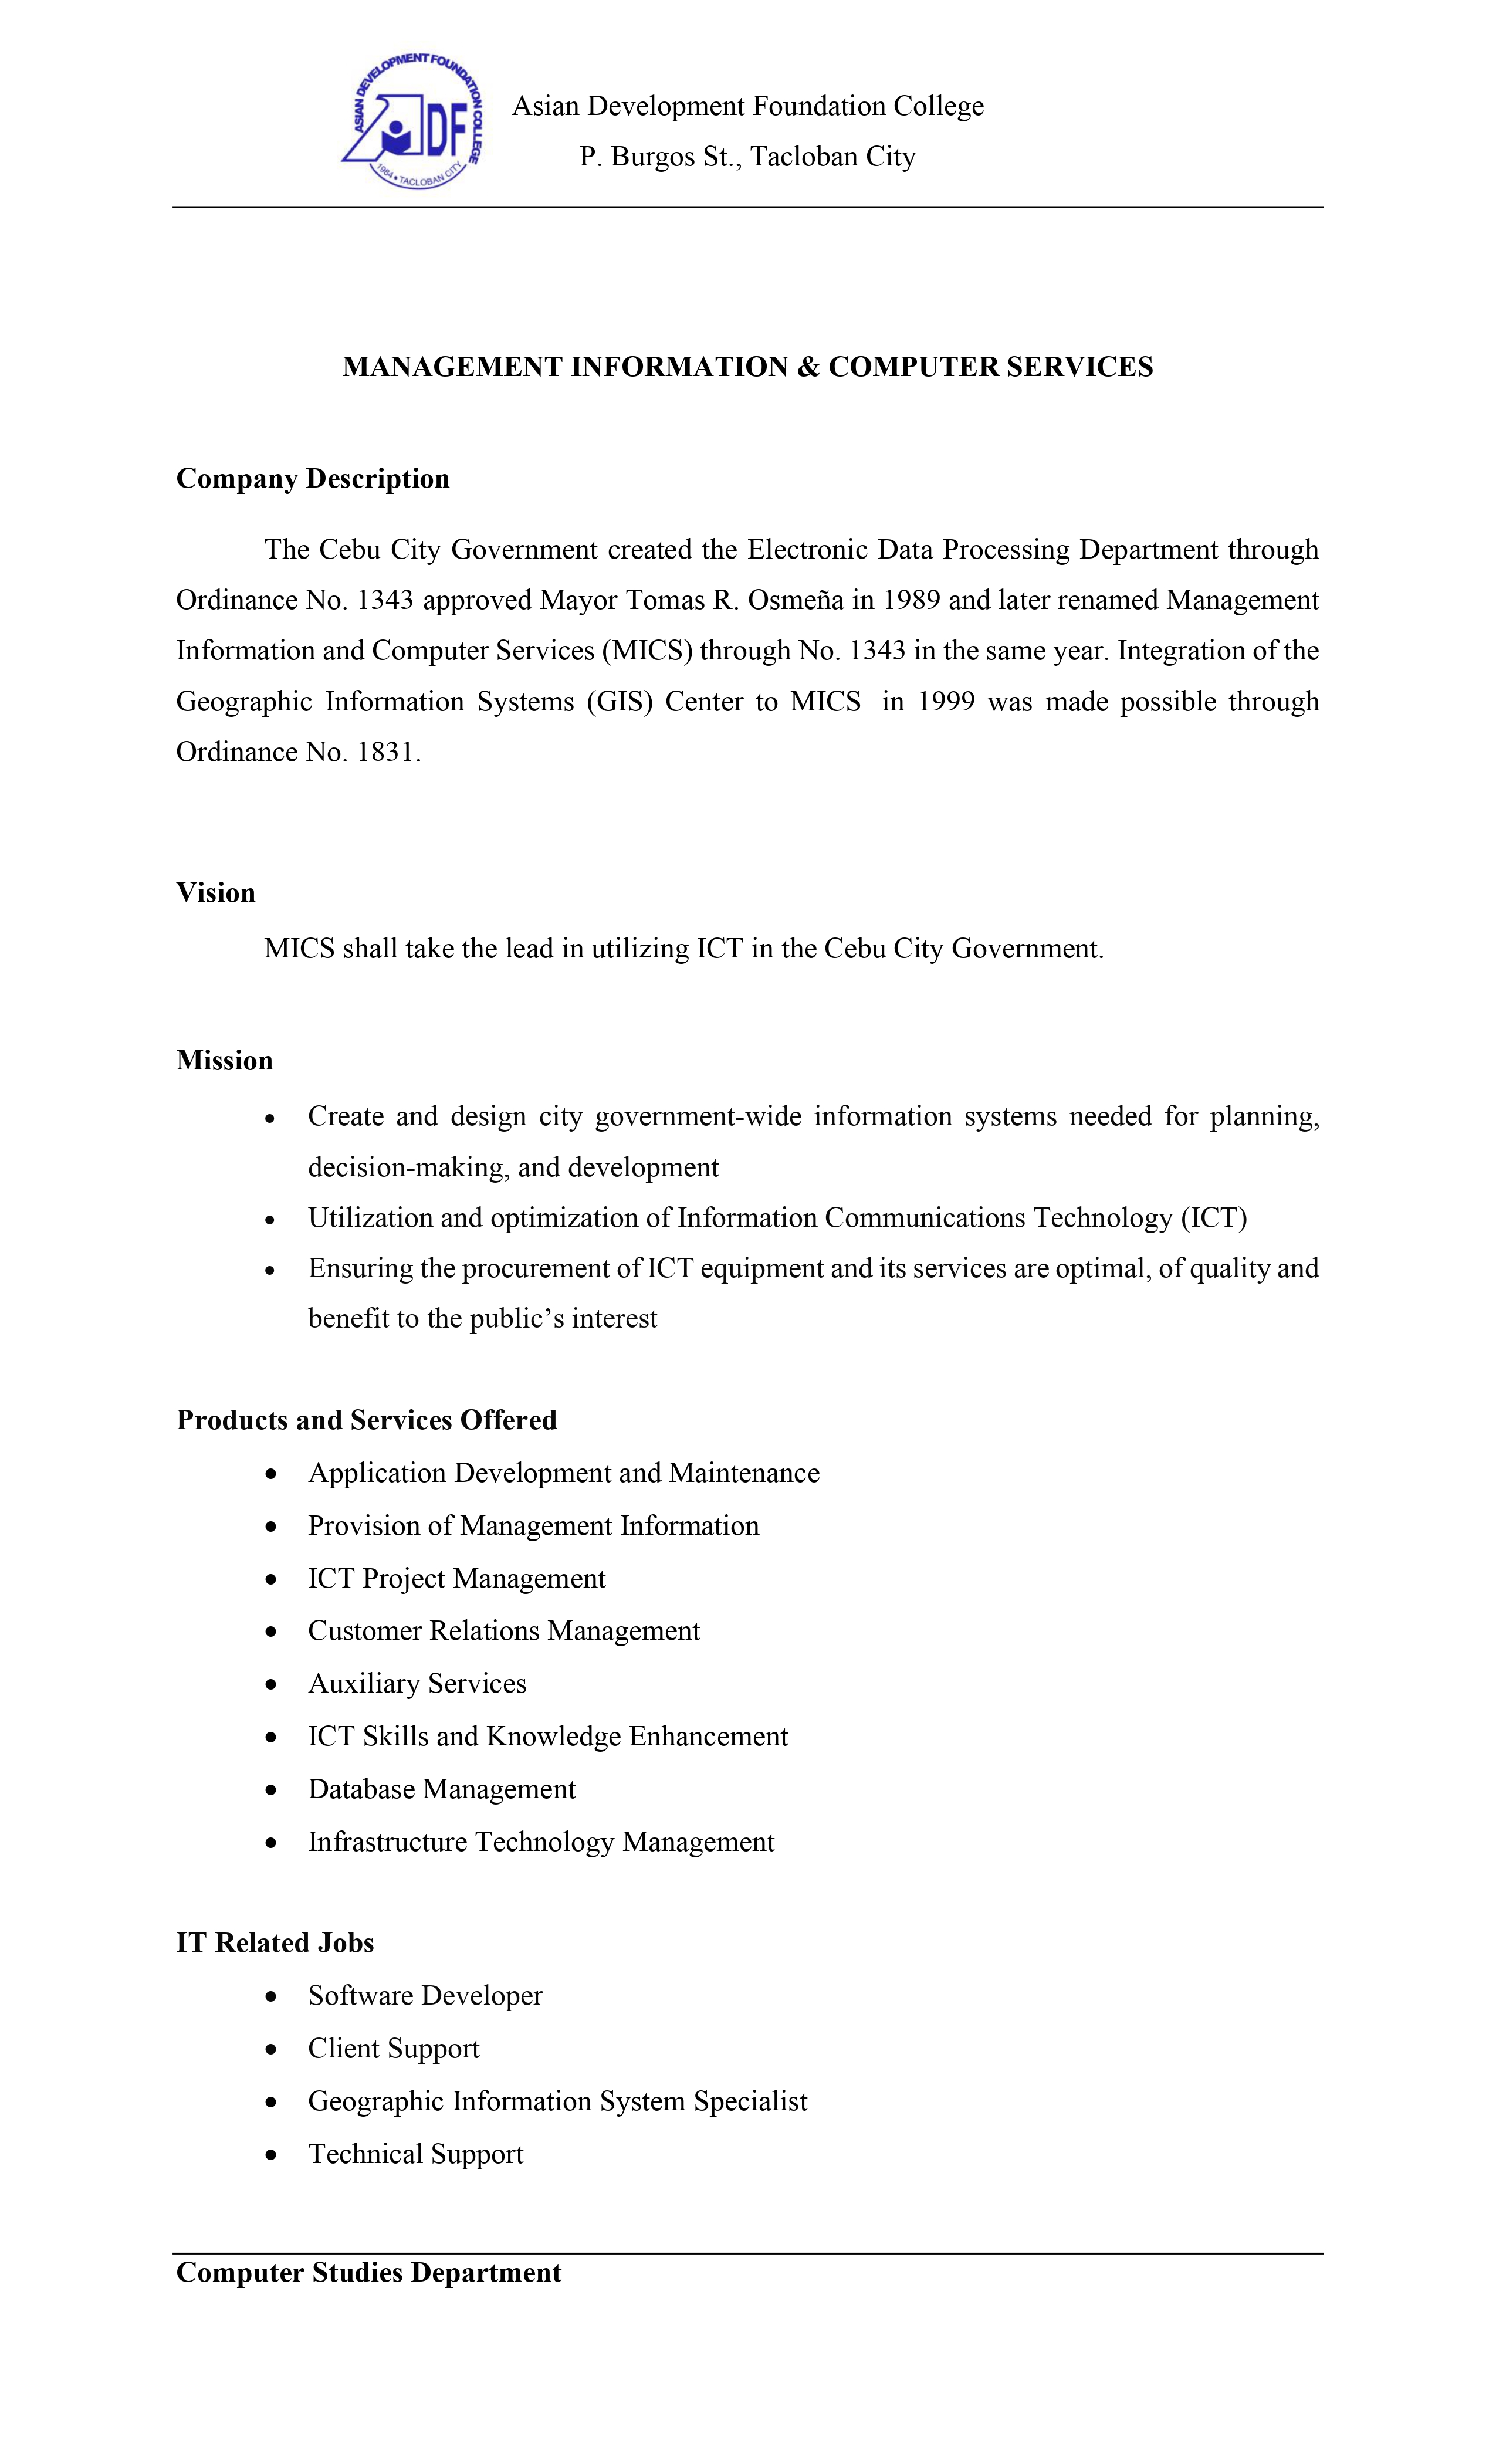 ASIAN DEVELOPMENT FOUNDATION COLLEGE
ADF
1984 • TACLOBAN CITY
Asian Development Foundation College
P. Burgos St., Tacloban City
MANAGEMENT INFORMATION & COMPUTER SERVICES
Company Description
The Cebu City Government created the Electronic Data Processing Department through
Ordinance No. 1343 approved Mayor Tomas R. Osmeña in 1989 and later renamed Management
Information and Computer Services (MICS) through No. 1343 in the same year. Integration of the
Geographic Information Systems (GIS) Center to MICS in 1999 was made possible through
Ordinance No. 1831.
Vision
MICS shall take the lead in utilizing ICT in the Cebu City Government.
Mission
• Create and design city government-wide information systems needed for planning,
decision-making, and development
• Utilization and optimization of Information Communications Technology (ICT)
• Ensuring the procurement of ICT equipment and its services are optimal, of quality and
benefit to the public’s interest
Products and Services Offered
• Application Development and Maintenance
• Provision of Management Information
• ICT Project Management
• Customer Relations Management
• Auxiliary Services
• ICT Skills and Knowledge Enhancement
• Database Management
• Infrastructure Technology Management
IT Related Jobs
• Software Developer
• Client Support
• Geographic Information System Specialist
• Technical Support
Computer Studies Department